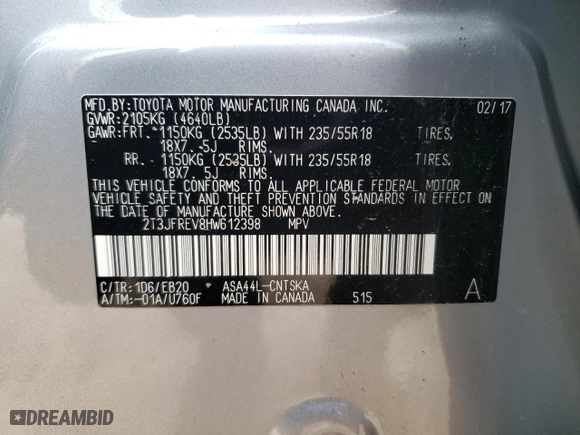 MFD.BY:TOYOTA MOTOR MANUFACTURING CANADA INC. 02/17
GVWR:2105KG (4640LB)
GAWR:FRT. 1150KG (2535LB) WITH 235/55R18 TIRES,
18X7. 5J RIMS.
RR. 1150KG (2535LB) WITH 235/55R18 TIRES,
18X7. 5J RIMS.
THIS VEHICLE CONFORMS TO ALL APPLICABLE FEDERAL MOTOR
VEHICLE SAFETY AND THEFT PREVENTION STANDARDS IN EFFECT ON
THE DATE OF MANUFACTURE SHOWN ABOVE.
2T3JFREV8HW612398 MPV
C/TR:1D6/EB20 ASA44L-CNTSKA
A/TM:-01A/U760F MADE IN CANADA 515 A
DREAMBID